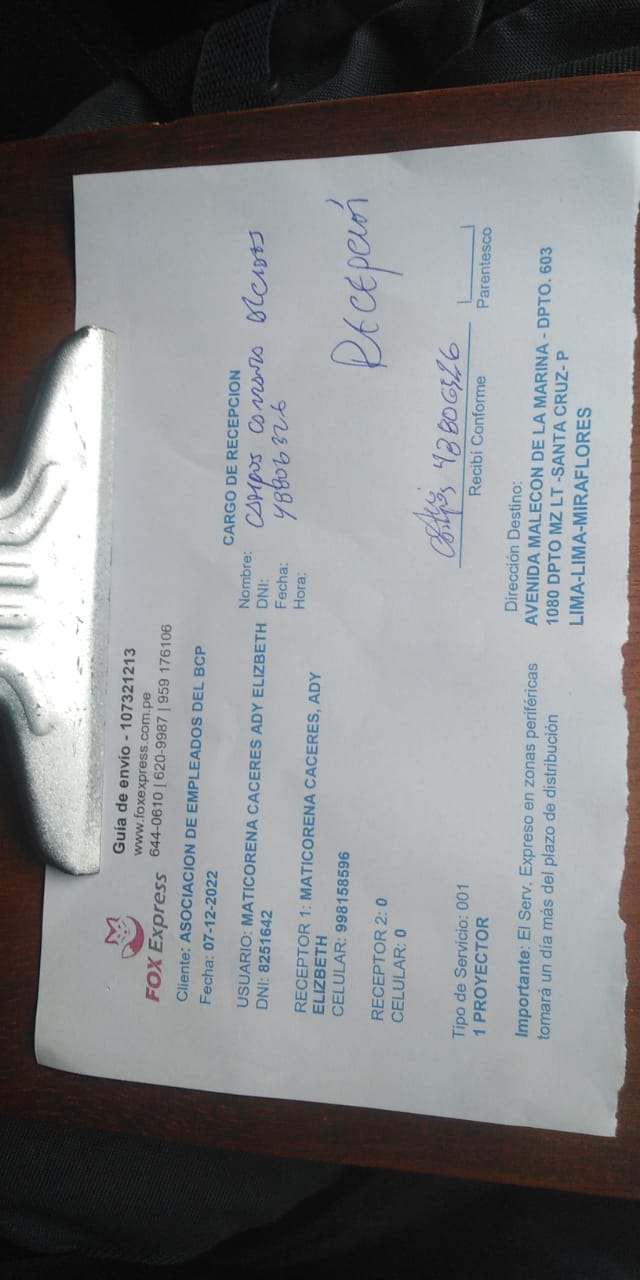 FOX Express
Guía de envío - 107321213
www.foxexpress.com.pe
644-0610 | 620-9987 | 959 176106
Cliente: ASOCIACION DE EMPLEADOS DEL BCP
Fecha: 07-12-2022
USUARIO: MATICORENA CACERES ADY ELIZBETH
DNI: 8251642
RECEPTOR 1: MATICORENA CACERES, ADY
ELIZBETH
CELULAR: 998158596
RECEPTOR 2: 0
CELULAR: 0
Tipo de Servicio: 001
1 PROYECTOR
Importante: El Serv. Expreso en zonas periféricas
tomará un día más del plazo de distribución
CARGO DE RECEPCION
Nombre: Campos
DNI: 48806326
Fecha:
Hora:
Recepción
48806326
Recibí Conforme
Parentesco
Dirección Destino:
AVENIDA MALECON DE LA MARINA - DPTO. 603
1080 DPTO MZ LT -SANTA CRUZ- P
LIMA-LIMA-MIRAFLORES